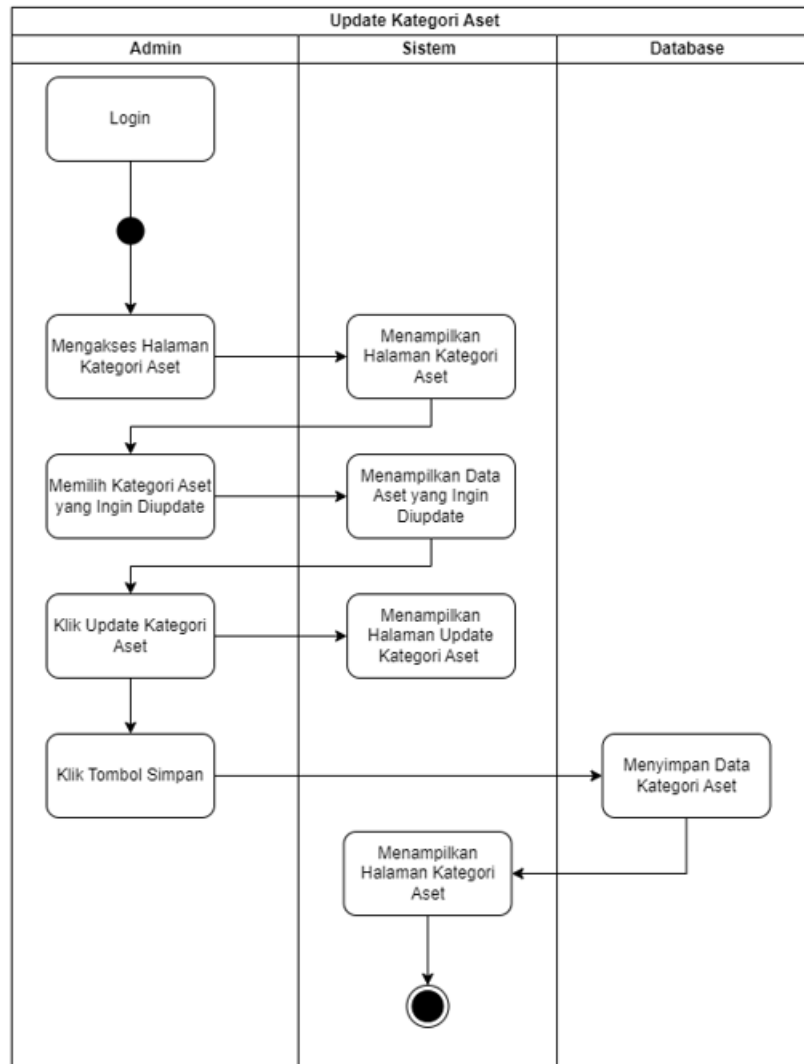 Update Kategori Aset
Admin
Sistem
Database
Login
Mengakses Halaman
Kategori Aset
Menampilkan
Halaman Kategori
Aset
Memilih Kategori Aset
yang Ingin Diupdate
Menampilkan Data
Aset yang Ingin
Diupdate
Klik Update Kategori
Aset
Menampilkan
Halaman Update
Kategori Aset
Klik Tombol Simpan
Menyimpan Data
Kategori Aset
Menampilkan
Halaman Kategori
Aset